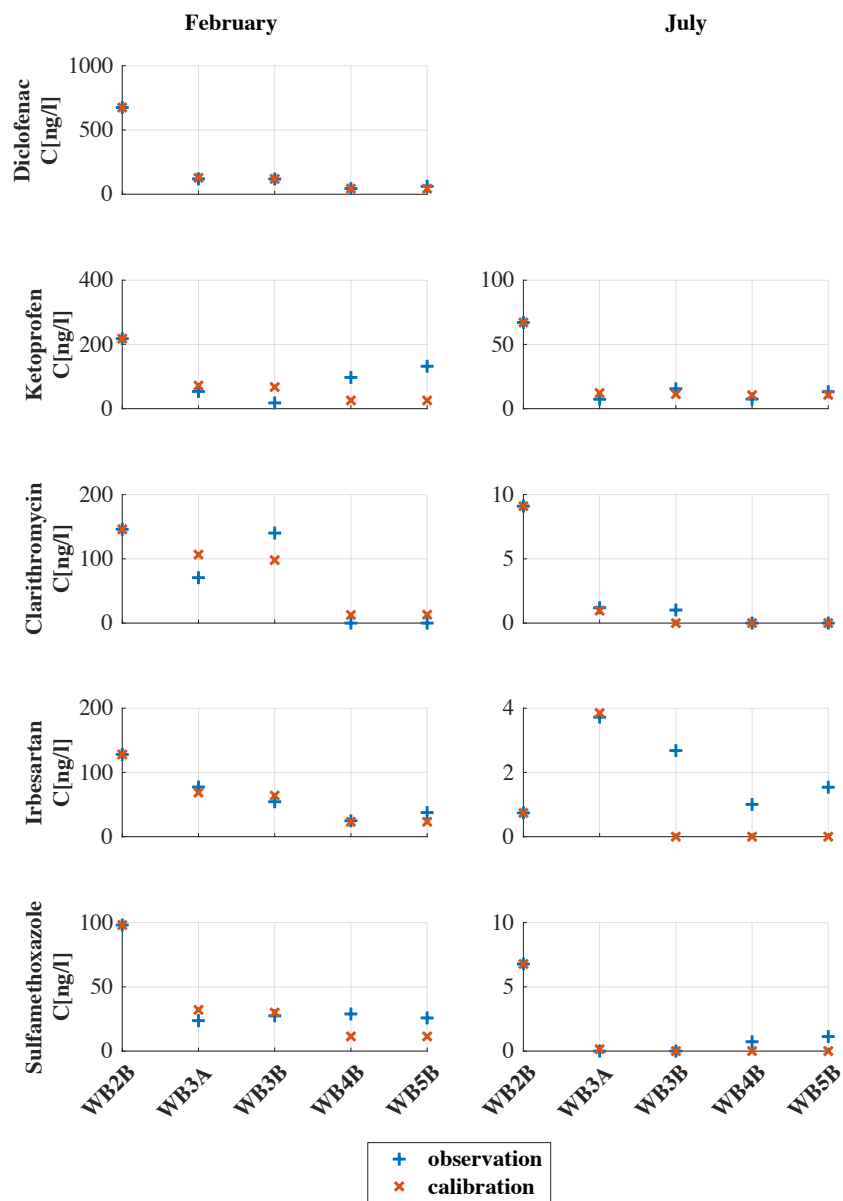 February July
Diclofenac
C[ng/l]
1000
500
0
Ketoprofen
C[ng/l]
400
200
0
100
50
0
Clarithromycin
C[ng/l]
200
100
0
10
5
0
Irbesartan
C[ng/l]
200
100
0
4
2
0
Sulfamethoxazole
C[ng/l]
100
50
0
10
5
0
WB2B WB3A WB3B WB4B WB5B WB2B WB3A WB3B WB4B WB5B
observation
calibration